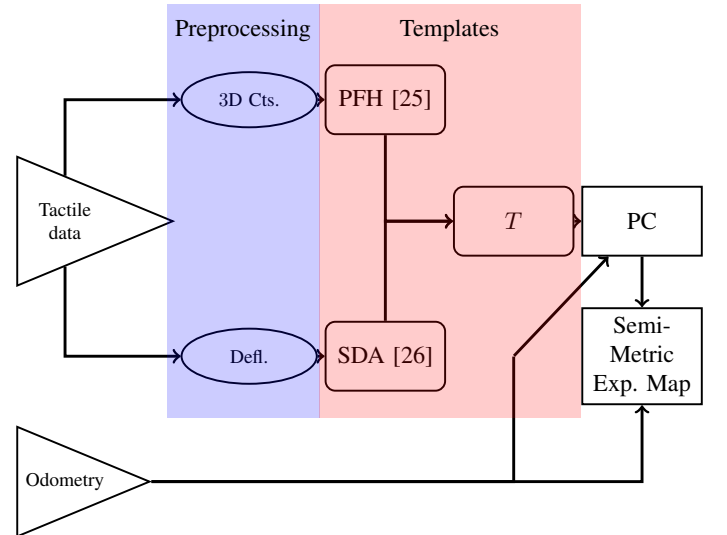 Preprocessing
Templates
3D Cts.
PFH [25]
Tactile
data
T
PC
Defl.
SDA [26]
Semi-
Metric
Exp. Map
Odometry